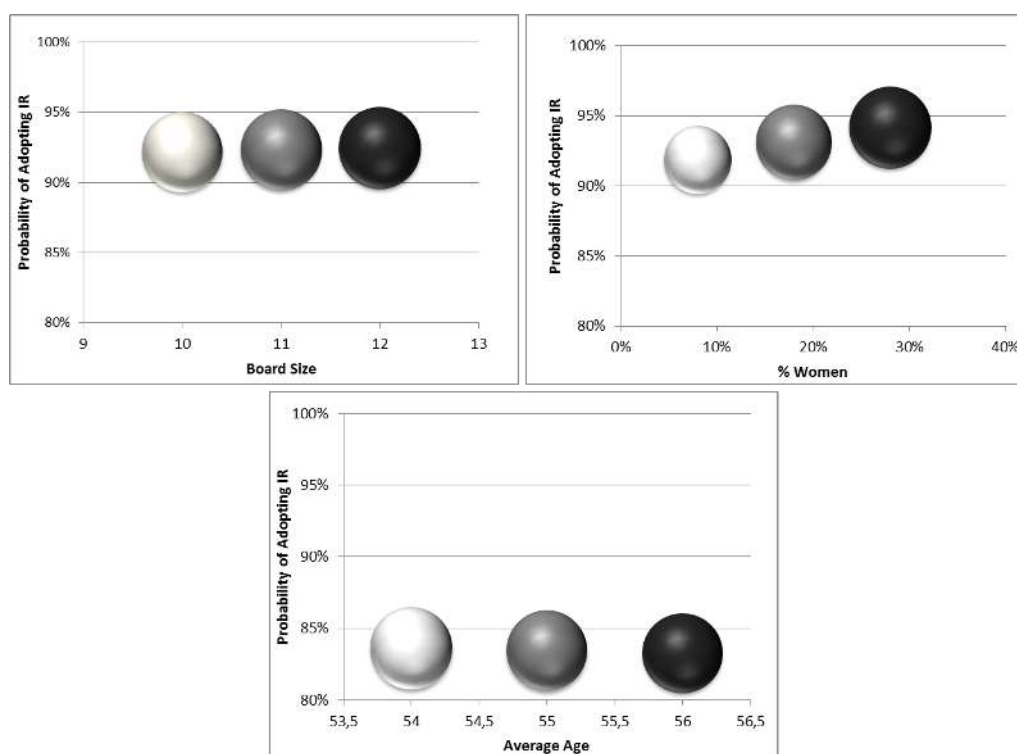 100%
95%
90%
85%
80%
Probability of Adopting IR
9 10 11 12 13
Board Size
100%
95%
90%
85%
80%
Probability of Adopting IR
0% 10% 20% 30% 40%
% Women
100%
95%
90%
85%
80%
Probability of Adopting IR
53,5 54 54,5 55 55,5 56 56,5
Average Age